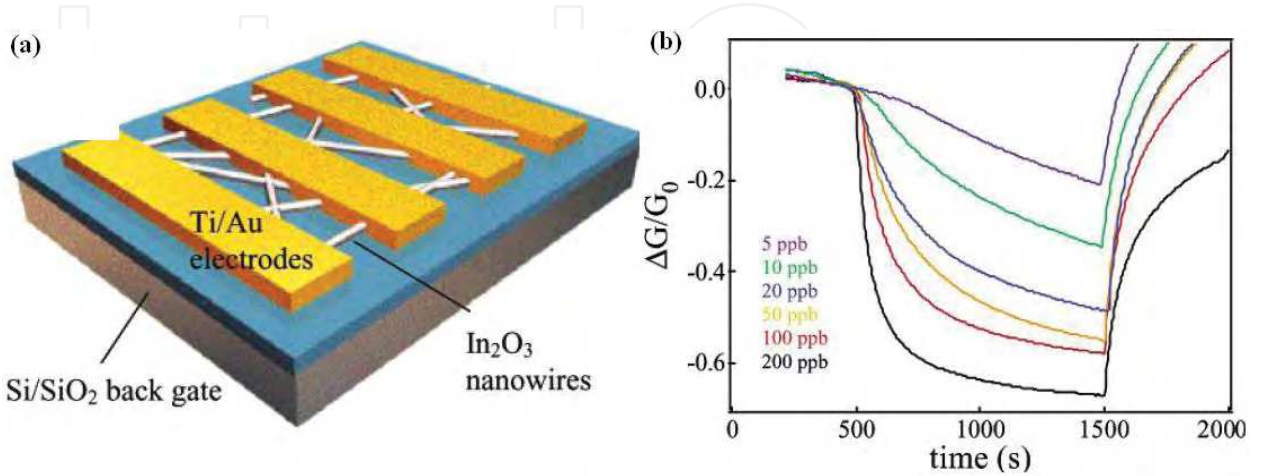 (a)
Ti/Au
electrodes
In₂O₃
nanowires
Si/SiO₂ back gate
(b)
0.0
-0.2
-0.4
-0.6
ΔG/G₀
5 ppb
10 ppb
20 ppb
50 ppb
100 ppb
200 ppb
0 500 1000 1500 2000
time (s)